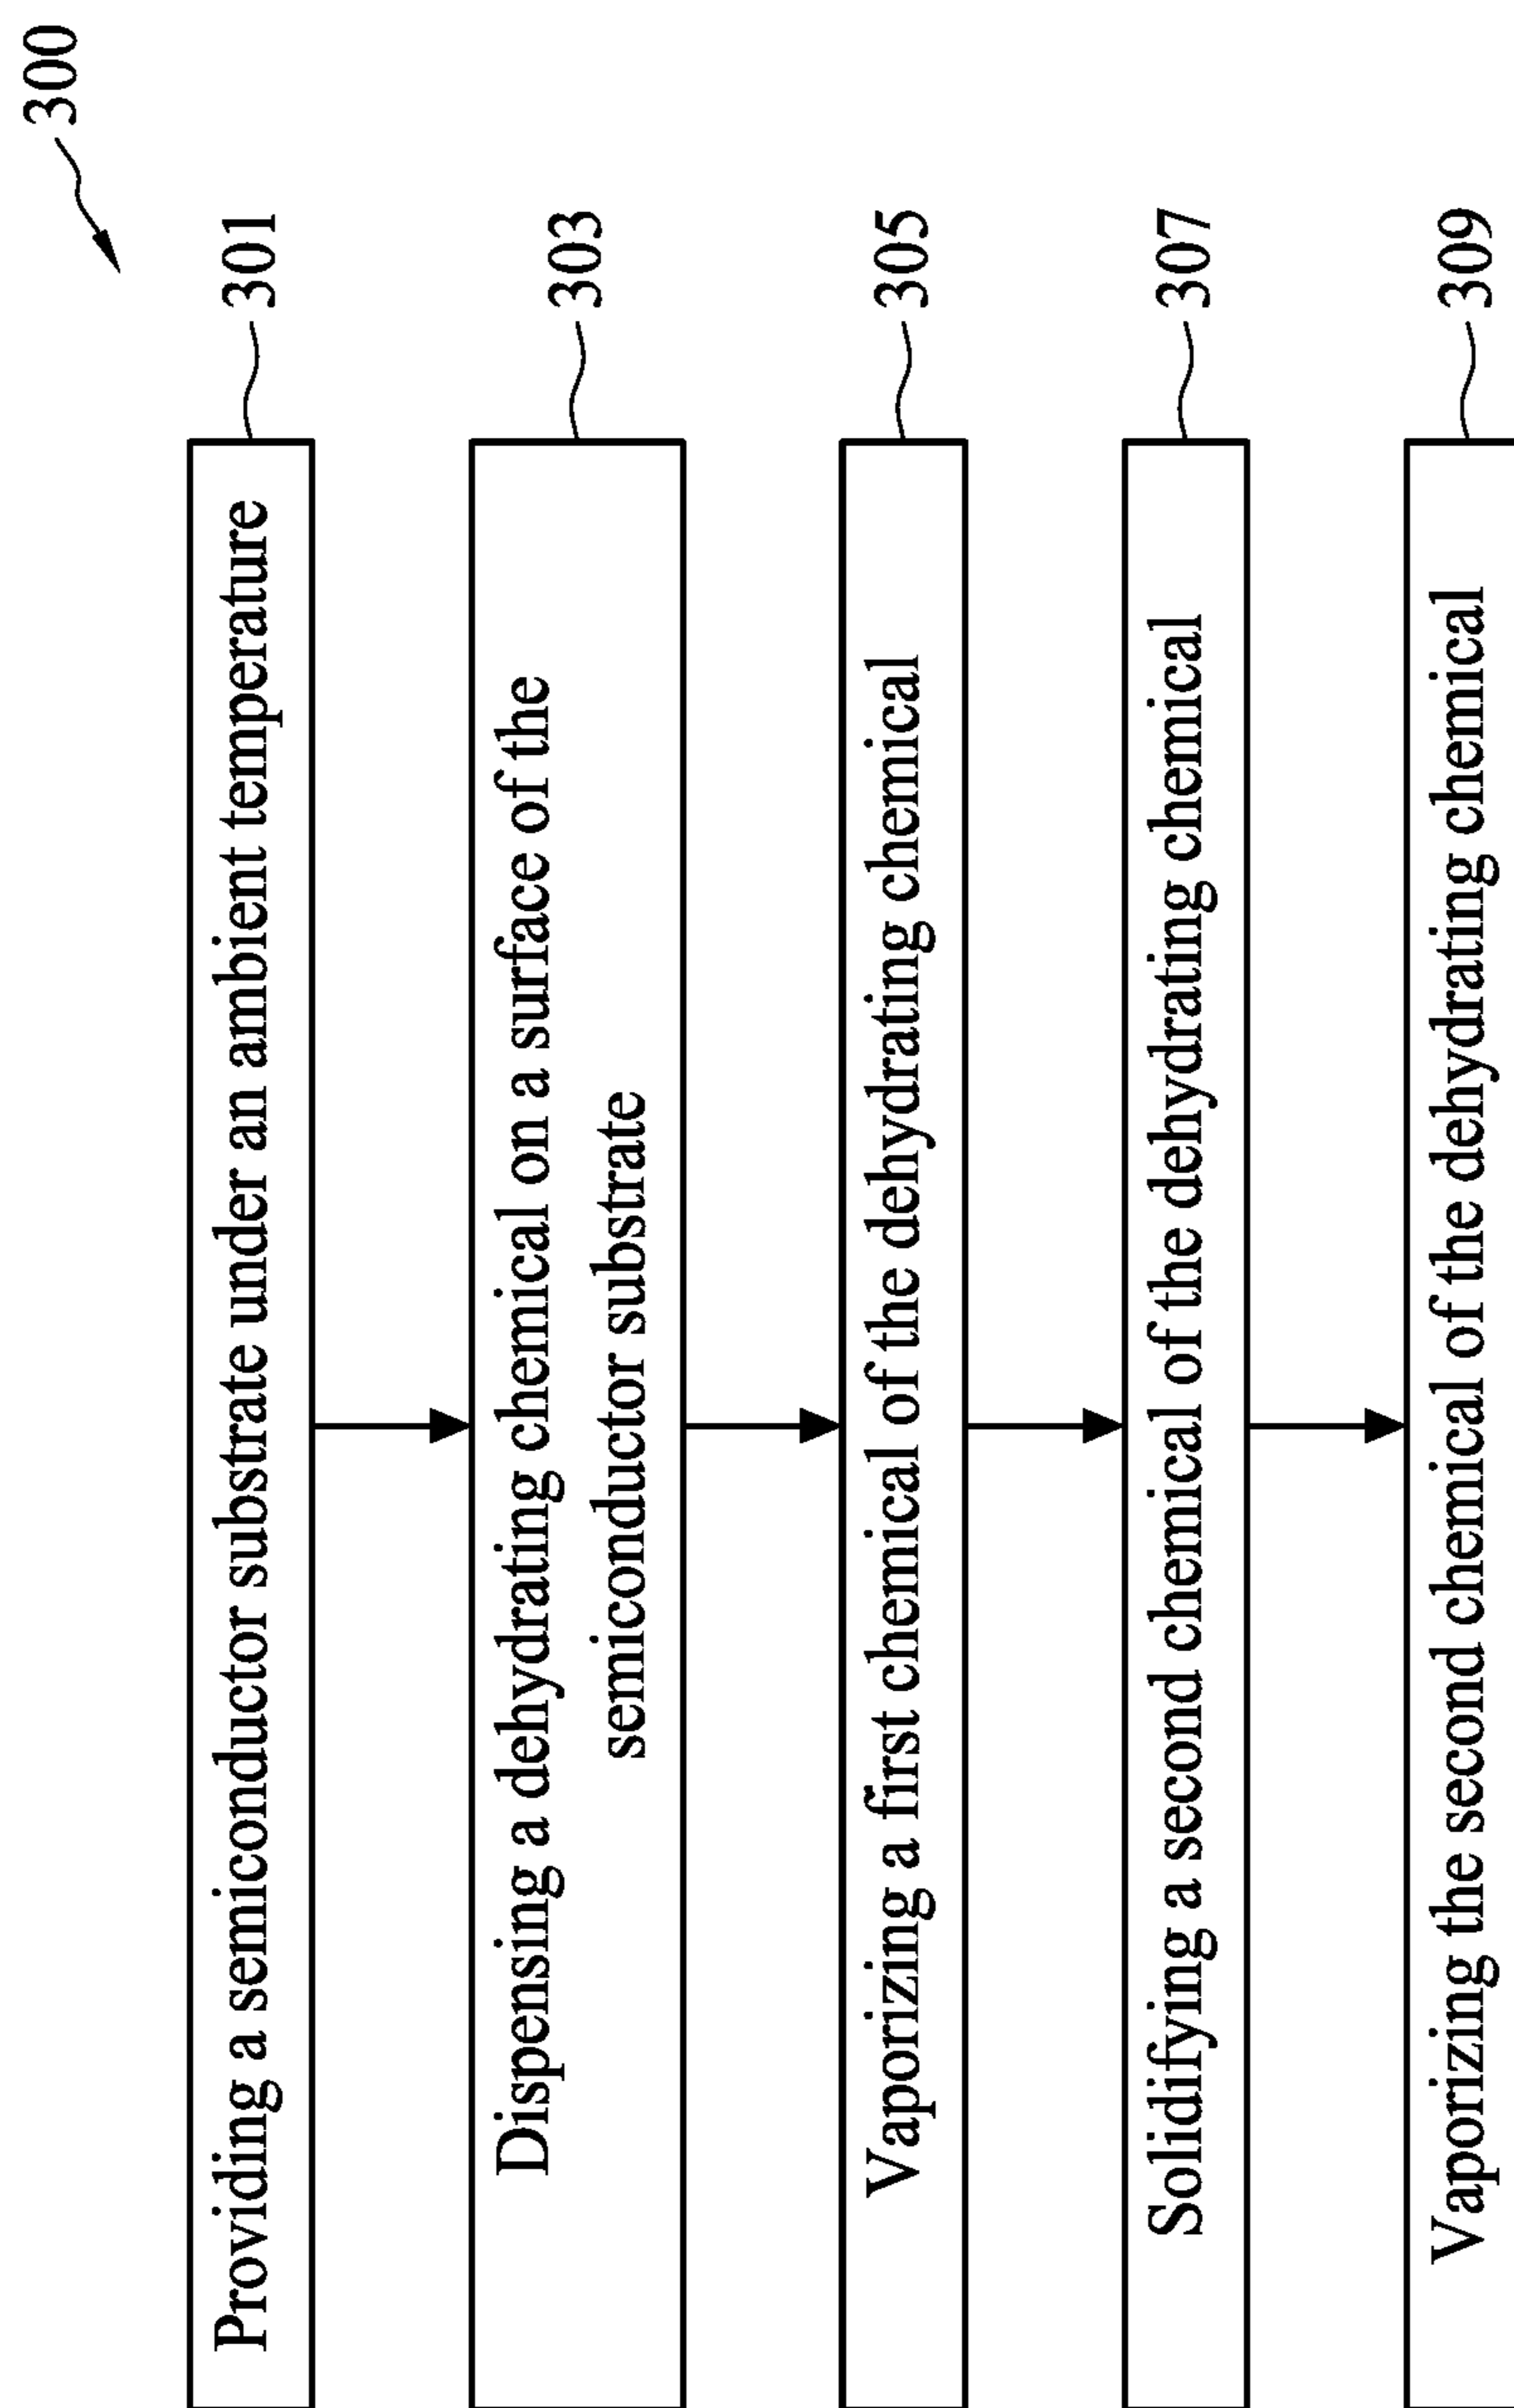 300
Providing a semiconductor substrate under an ambient temperature
301
Dispensing a dehydrating chemical on a surface of the
semiconductor substrate
303
Vaporizing a first chemical of the dehydrating chemical
305
Solidifying a second chemical of the dehydrating chemical
307
Vaporizing the second chemical of the dehydrating chemical
309